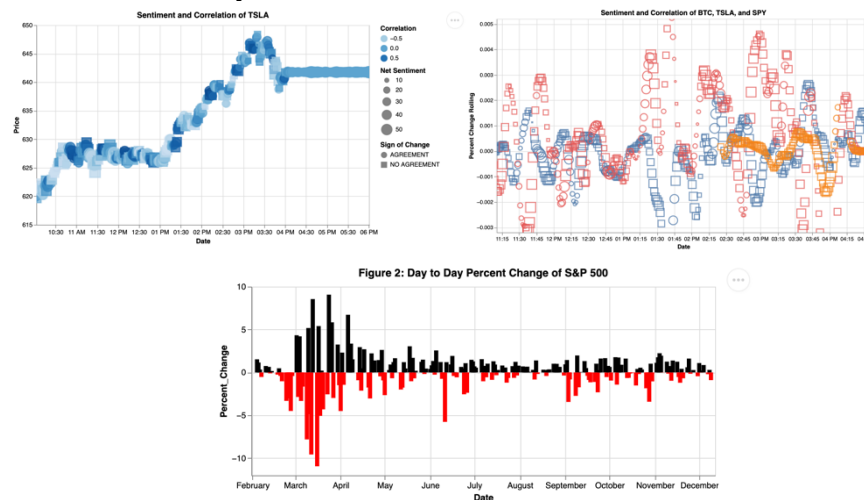 Sentiment and Correlation of TSLA
650
645
640
635
630
625
620
615
Price
10:30 11 AM 11:30 12 PM 12:30 01 PM 01:30 02 PM 02:30 03 PM 03:30 04 PM 04:30 05 PM 05:30 06 PM
Date
Correlation
−0.5
0.0
0.5
Net Sentiment
10
20
30
40
50
Sign of Change
AGREEMENT
NO AGREEMENT
Sentiment and Correlation of BTC, TSLA, and SPY
0.005
0.004
0.003
0.002
0.001
0.000
−0.001
−0.002
−0.003
Percent Change Rolling
11:15 11:30 11:45 12 PM 12:15 12:30 12:45 01 PM 01:15 01:30 01:45 02 PM 02:15 02:30 02:45 03 PM 03:15 03:30 03:45 04 PM 04:15
Date
Figure 2: Day to Day Percent Change of S&P 500
10
5
0
−5
−10
Percent_Change
February March April May June July August September October November December
Date